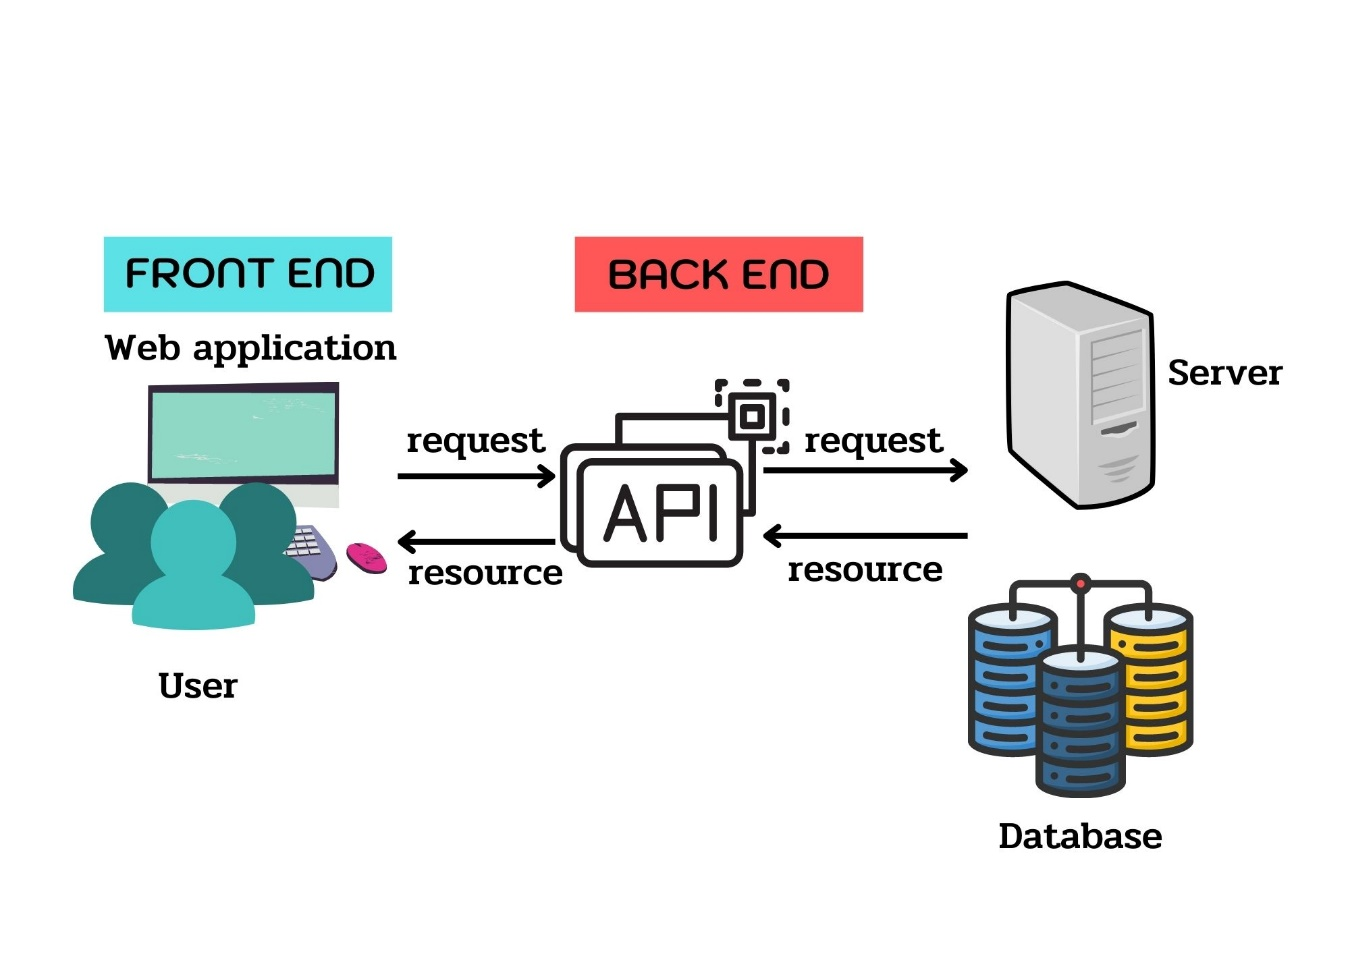 FRONT END
BACK END
Web application
Server
request
request
API
resource
resource
User
Database